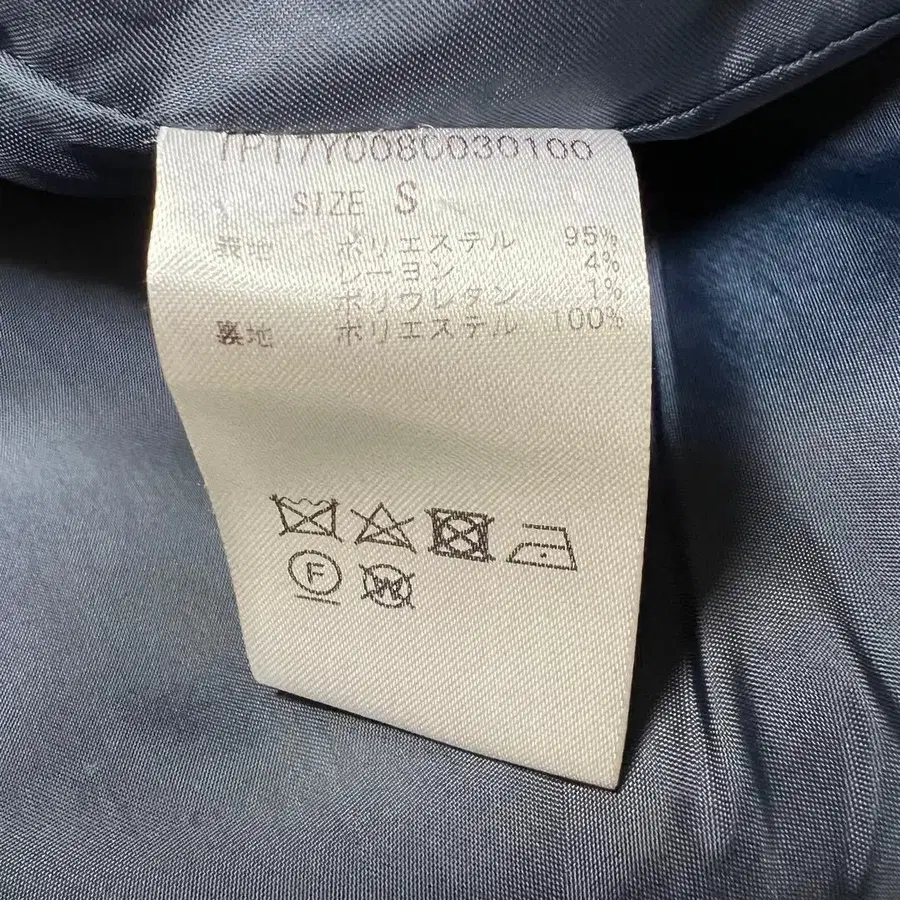 TPT7Y0080030100
SIZE S
表地 ポリエステル 95%
レーヨン 4%
ポリウレタン 1%
裏地 ポリエステル 100%
F W